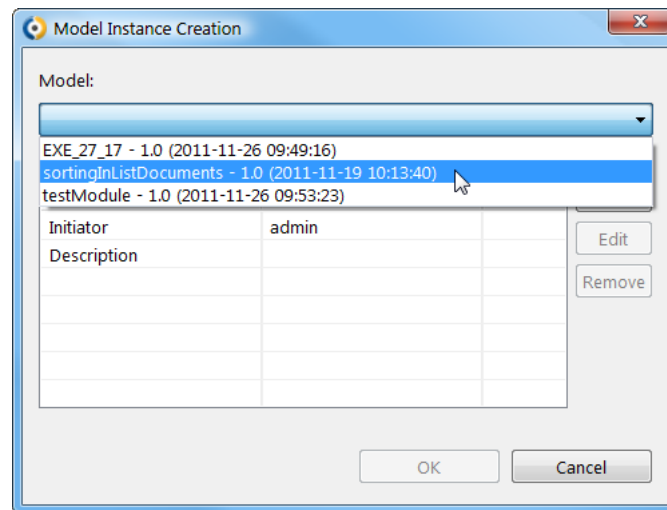 Model Instance Creation
Model:
EXE_27_17 - 1.0 (2011-11-26 09:49:16)
sortingInListDocuments - 1.0 (2011-11-19 10:13:40)
testModule - 1.0 (2011-11-26 09:53:23)
Initiator admin
Edit
Description
Remove
OK Cancel